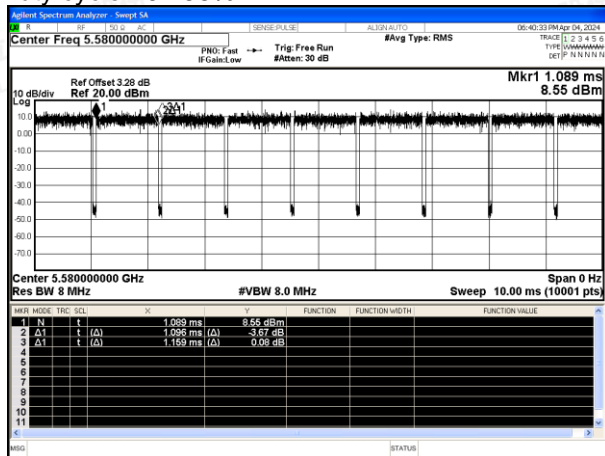 Agilent Spectrum Analyzer - Swept SA
R RF 50 Ω AC SENSE:PULSE ALIGN AUTO 06:40:33 PM Apr 04, 2024
Center Freq 5.580000000 GHz #Avg Type: RMS TRACE 1 2 3 4 5 6
PNO: Fast Trig: Free Run TYPE WWWWWW
IFGain:Low #Atten: 30 dB DET P N N N N N
Mkr1 1.089 ms
Ref Offset 3.28 dB
10 dB/div Ref 20.00 dBm 8.55 dBm
Log
10.0
0.00
-10.0
-20.0
-30.0
-40.0
-50.0
-60.0
-70.0
Center 5.580000000 GHz Span 0 Hz
Res BW 8 MHz #VBW 8.0 MHz Sweep 10.00 ms (10001 pts)
MKR MODE TRC SCL X Y FUNCTION FUNCTION WIDTH FUNCTION VALUE
1 N t 1.089 ms 8.55 dBm
2 Δ1 t (Δ) 1.096 ms (Δ) -3.67 dB
3 Δ1 t (Δ) 1.159 ms (Δ) 0.08 dB
4
5
6
7
8
9
10
11
MSG STATUS